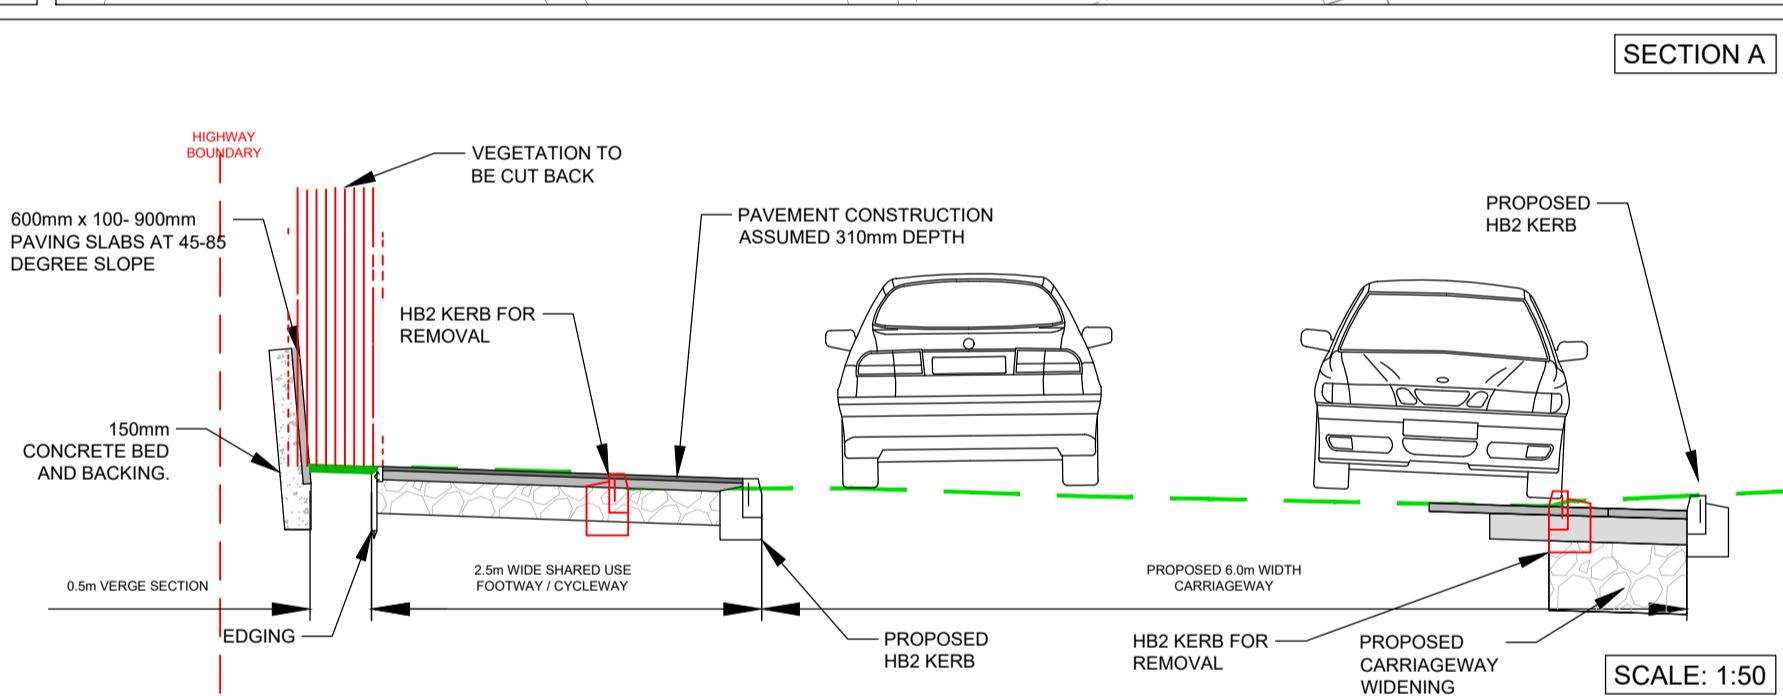 SECTION A
HIGHWAY
BOUNDARY
VEGETATION TO
BE CUT BACK
600mm x 100- 900mm
PAVING SLABS AT 45-85
DEGREE SLOPE
PAVEMENT CONSTRUCTION
ASSUMED 310mm DEPTH
PROPOSED
HB2 KERB
HB2 KERB FOR
REMOVAL
150mm
CONCRETE BED
AND BACKING.
0.5m VERGE SECTION
2.5m WIDE SHARED USE
FOOTWAY / CYCLEWAY
PROPOSED 6.0m WIDTH
CARRIAGEWAY
EDGING
PROPOSED
HB2 KERB
HB2 KERB FOR
REMOVAL
PROPOSED
CARRIAGEWAY
WIDENING
SCALE: 1:50